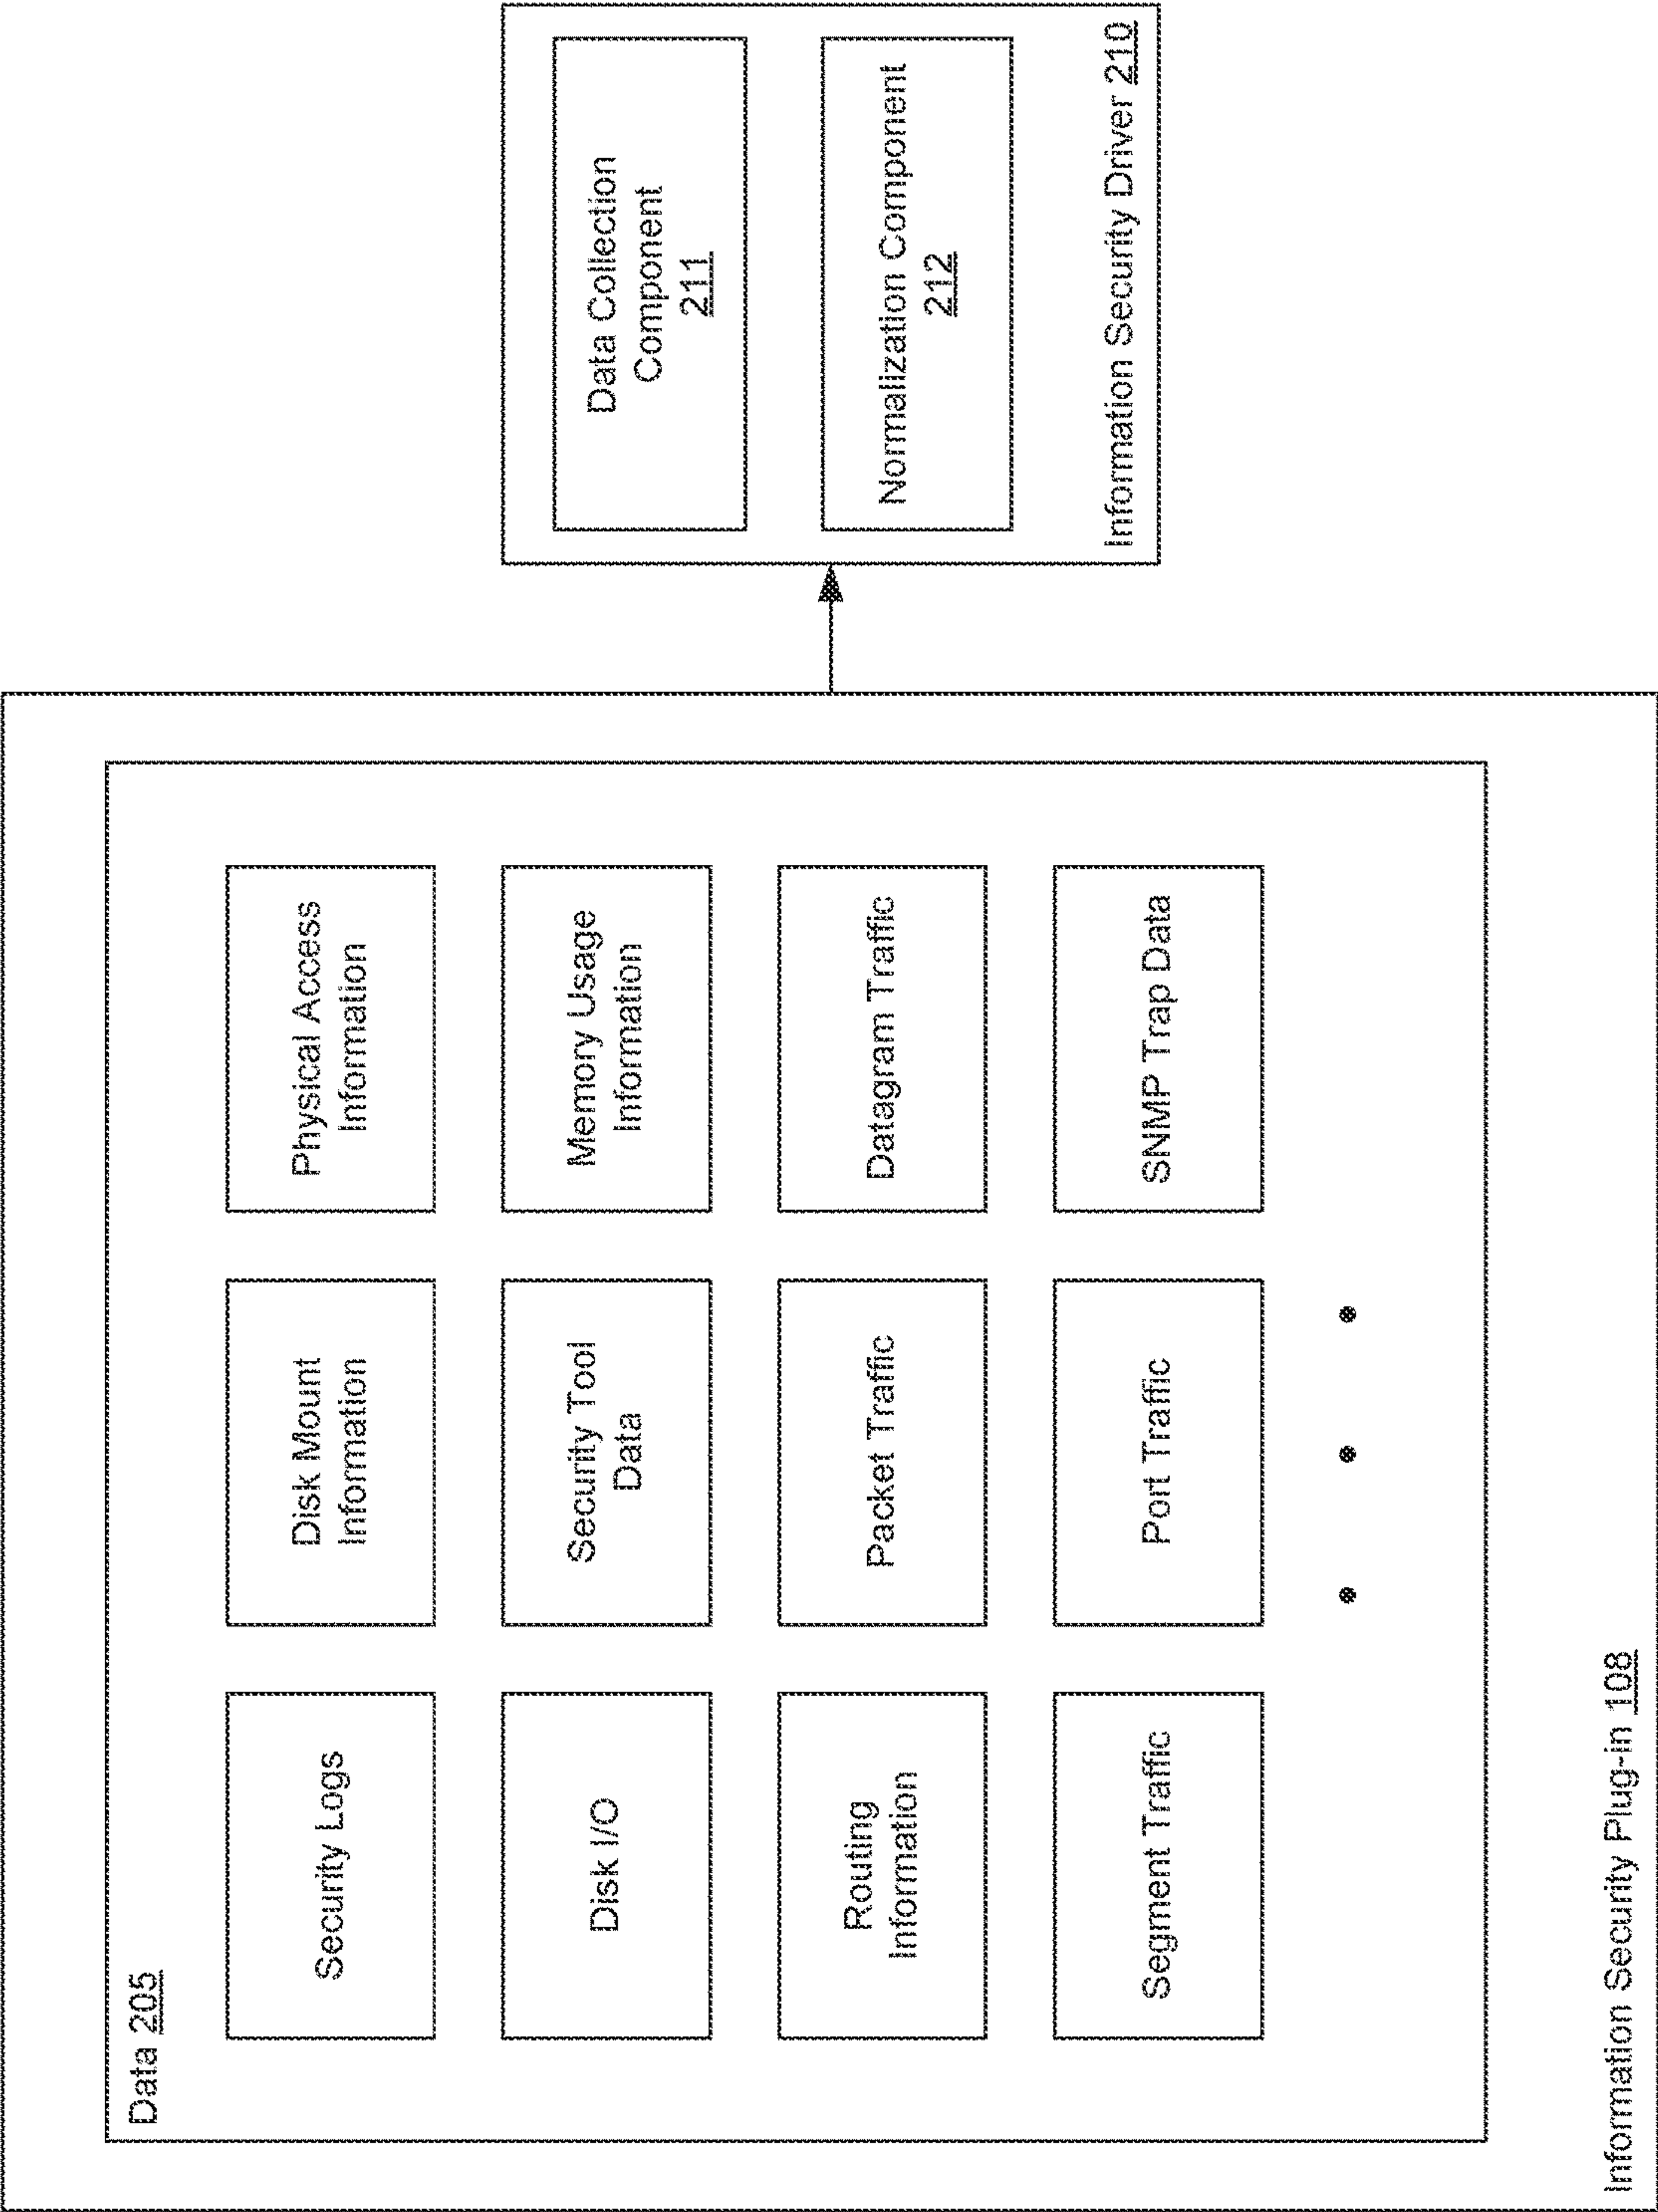 Data 205
Security Logs
Disk Mount
Information
Physical Access
Information
Disk I/O
Security Tool
Data
Memory Usage
Information
Routing
Information
Packet Traffic
Datagram Traffic
Segment Traffic
Port Traffic
SNMP Trap Data
Information Security Plug-in 108
Data Collection
Component
211
Normalization Component
212
Information Security Driver 210